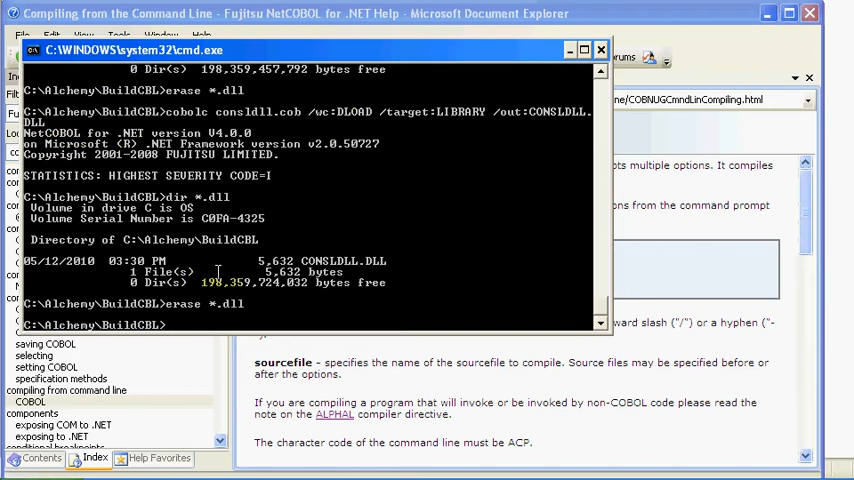 Compiling from the Command Line - Fujitsu NetCOBOL for .NET Help - Microsoft Document Explorer
C:\WINDOWS\system32\cmd.exe
0 Dir(s) 198,359,457,792 bytes free
C:\Alchemy\BuildCBL>erase *.dll
C:\Alchemy\BuildCBL>cobolc consldll.cob /wc:DLOAD /target:LIBRARY /out:CONSLDLL.
DLL
NetCOBOL for .NET version V4.0.0
on Microsoft (R) .NET Framework version v2.0.50727
Copyright 2001-2008 FUJITSU LIMITED.
STATISTICS: HIGHEST SEVERITY CODE=I
C:\Alchemy\BuildCBL>dir *.dll
Volume in drive C is OS
Volume Serial Number is C0FA-4325
Directory of C:\Alchemy\BuildCBL
05/12/2010 03:30 PM 5,632 CONSLDLL.DLL
1 File(s) 5,632 bytes
0 Dir(s) 198,359,724,032 bytes free
C:\Alchemy\BuildCBL>erase *.dll
C:\Alchemy\BuildCBL>
rums
ne/COBNUGCmndLinCompiling.html
pts multiple options. It compiles
ons from the command prompt
ward slash ("/") or a hyphen ("-
saving COBOL
selecting
setting COBOL
specification methods
compiling from command line
COBOL
components
exposing COM to .NET
exposing to .NET
conditional breakpoints
Contents
Index
Help Favorites
sourcefile - specifies the name of the sourcefile to compile. Source files may be specified before or
after the options.
If you are compiling a program that will invoke or be invoked by non-COBOL code please read the
note on the ALPHAL compiler directive.
The character code of the command line must be ACP.